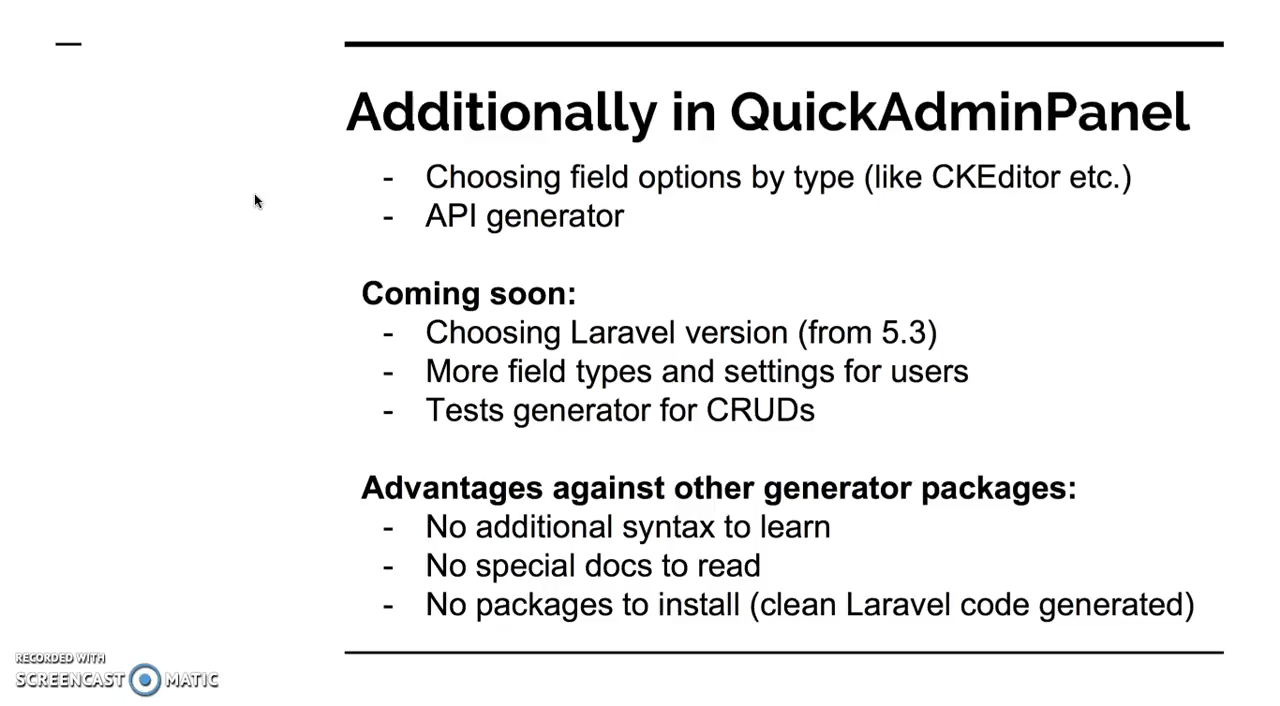 Additionally in QuickAdminPanel
- Choosing field options by type (like CKEditor etc.)
- API generator
Coming soon:
- Choosing Laravel version (from 5.3)
- More field types and settings for users
- Tests generator for CRUDs
Advantages against other generator packages:
- No additional syntax to learn
- No special docs to read
- No packages to install (clean Laravel code generated)
RECORDED WITH
SCREENCAST MATIC